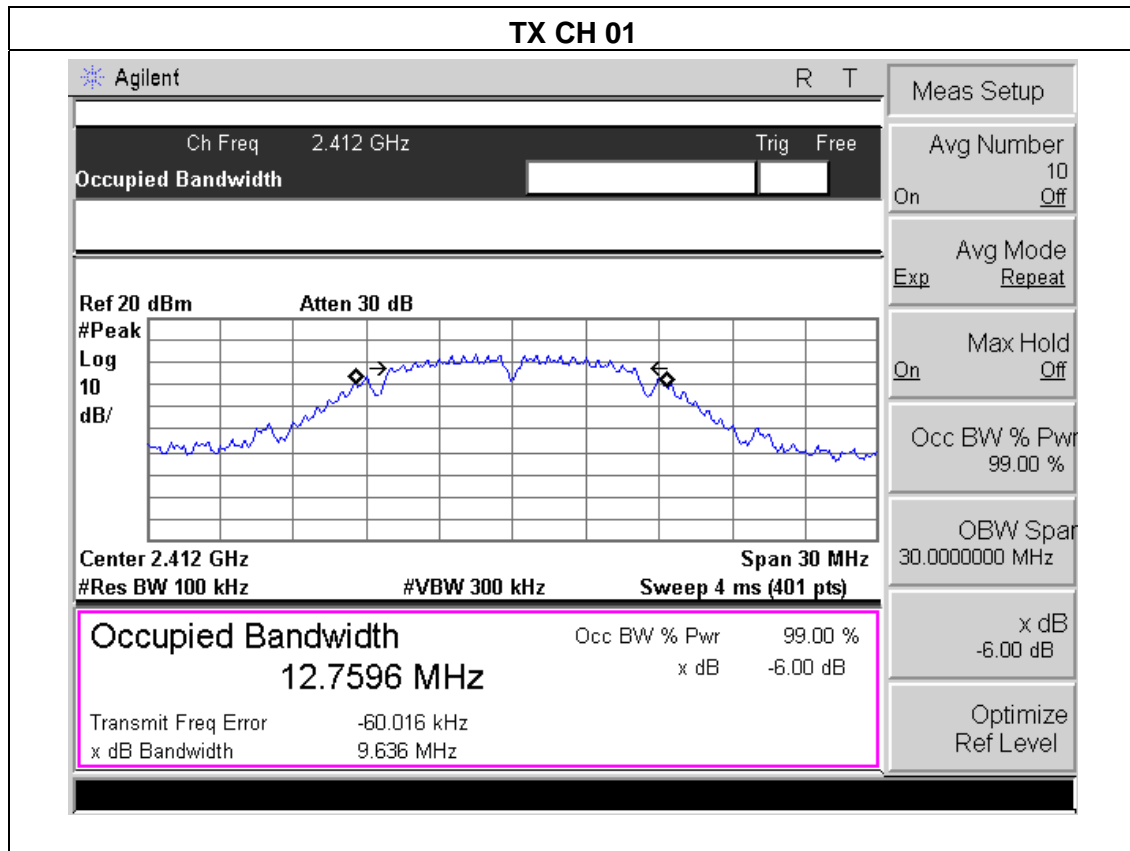 TX CH 01
Agilent R T
Ch Freq 2.412 GHz Trig Free
Occupied Bandwidth
Ref 20 dBm Atten 30 dB
#Peak
Log
10
dB/
Center 2.412 GHz Span 30 MHz
#Res BW 100 kHz #VBW 300 kHz Sweep 4 ms (401 pts)
Occupied Bandwidth Occ BW % Pwr 99.00 %
12.7596 MHz x dB -6.00 dB
Transmit Freq Error -60.016 kHz
x dB Bandwidth 9.636 MHz
Meas Setup
Avg Number
10
On Off
Avg Mode
Exp Repeat
Max Hold
On Off
Occ BW % Pwr
99.00 %
OBW Span
30.0000000 MHz
x dB
-6.00 dB
Optimize
Ref Level